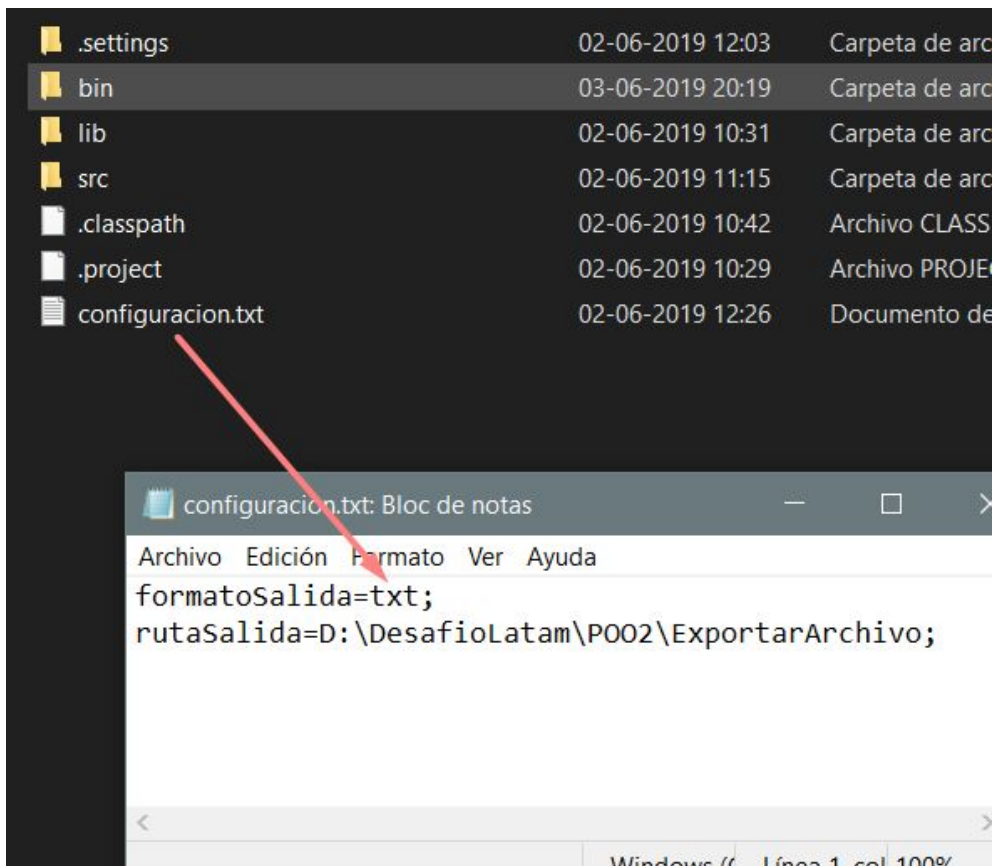 .settings 02-06-2019 12:03 Carpeta de arc
bin 03-06-2019 20:19 Carpeta de arc
lib 02-06-2019 10:31 Carpeta de arc
src 02-06-2019 11:15 Carpeta de arc
.classpath 02-06-2019 10:42 Archivo CLASS
.project 02-06-2019 10:29 Archivo PROJE
configuracion.txt 02-06-2019 12:26 Documento de
configuracion.txt: Bloc de notas
Archivo Edición Formato Ver Ayuda
formatoSalida=txt;
rutaSalida=D:\DesafioLatam\POO2\ExportarArchivo;
Windows Línea 1, col 100%